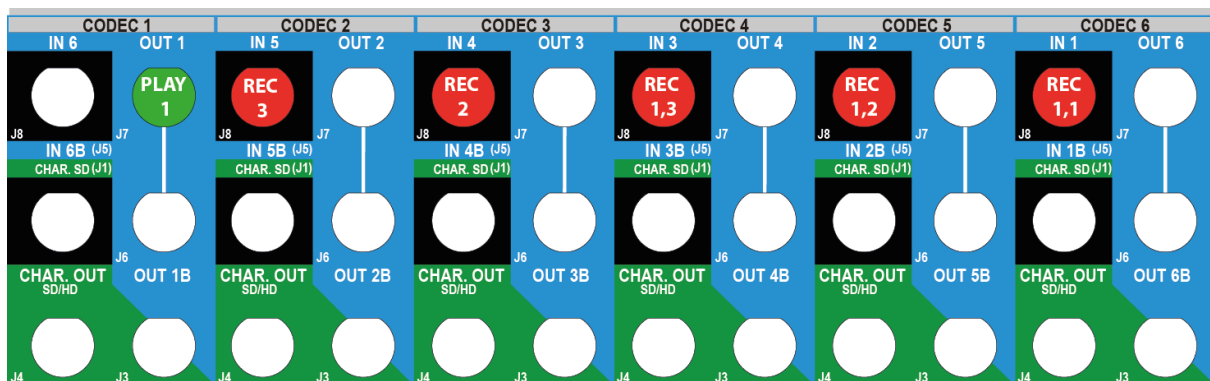 CODEC 1 CODEC 2 CODEC 3 CODEC 4 CODEC 5 CODEC 6
IN 6 OUT 1 IN 5 OUT 2 IN 4 OUT 3 IN 3 OUT 4 IN 2 OUT 5 IN 1 OUT 6
PLAY REC REC REC REC REC
1 3 2 1,3 1,2 1,1
J8 J7 J8 J7 J8 J7 J8 J7 J8 J7 J8 J7
IN 6B (J5) IN 5B (J5) IN 4B (J5) IN 3B (J5) IN 2B (J5) IN 1B (J5)
CHAR. SD (J1) CHAR. SD (J1) CHAR. SD (J1) CHAR. SD (J1) CHAR. SD (J1) CHAR. SD (J1)
J6 J6 J6 J6 J6 J6
CHAR. OUT OUT 1B CHAR. OUT OUT 2B CHAR. OUT OUT 3B CHAR. OUT OUT 4B CHAR. OUT OUT 5B CHAR. OUT OUT 6B
SD/HD SD/HD SD/HD SD/HD SD/HD SD/HD
J4 J3 J4 J3 J4 J3 J4 J3 J4 J3 J4 J3